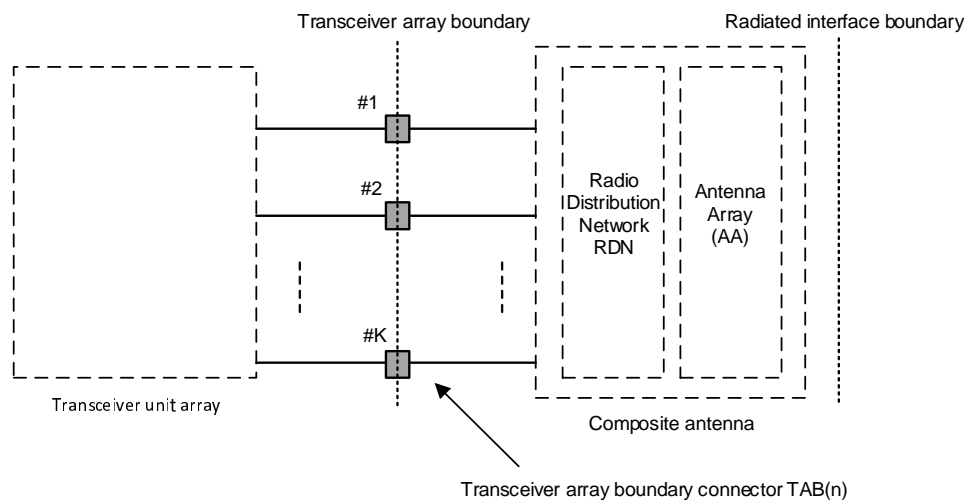 Transceiver array boundary
Radiated interface boundary
#1
#2
#K
Radio
Distribution
Network
RDN
Antenna
Array
(AA)
Transceiver unit array
Composite antenna
Transceiver array boundary connector TAB(n)